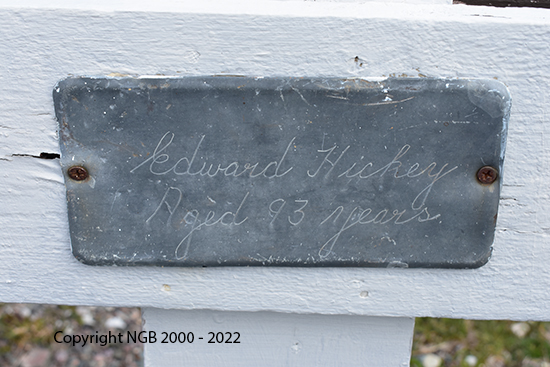 Edward Hickey
Aged 93 years
Copyright NGB 2000 - 2022